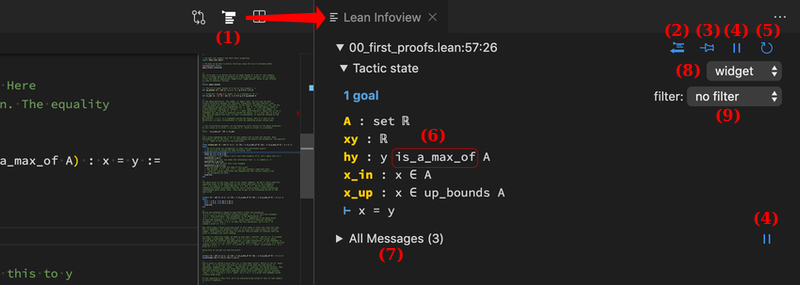 (1)
Here
n. The equality
a_max_of A) : x = y :=
this to y
Lean Infoview
00_first_proofs.lean:57:26
(2) (3) (4) (5)
Tactic state
(8) widget
1 goal
filter: no filter
(9)
A : set ℝ
xy : ℝ
(6)
hy : y is_a_max_of A
x_in : x ∈ A
x_up : x ∈ up_bounds A
⊢ x = y
(4)
All Messages (3)
(7)